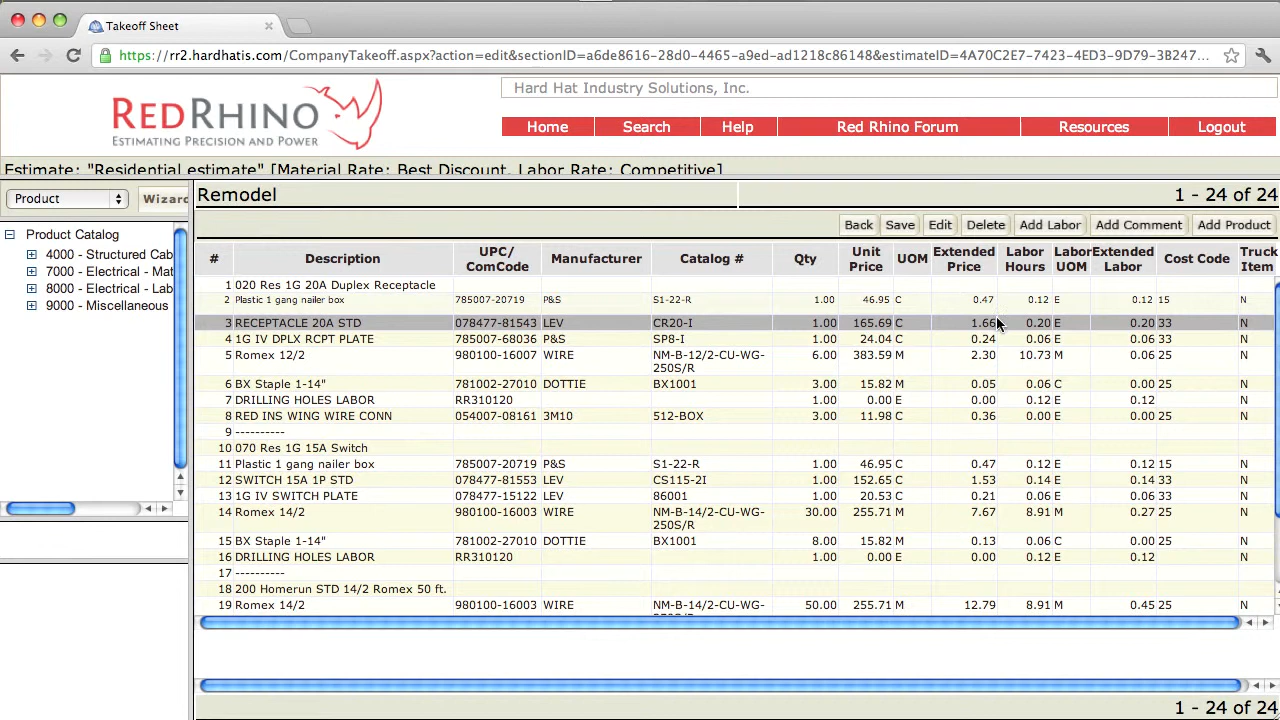 Takeoff Sheet
https://rr2.hardhatis.com/CompanyTakeoff.aspx?action=edit&sectionID=a6de8616-28d0-4465-a9ed-ad1218c86148&estimateID=4A70C2E7-7423-4ED3-9D79-3B247...
REDRHINO
ESTIMATING PRECISION AND POWER
Hard Hat Industry Solutions, Inc.
Home Search Help Red Rhino Forum Resources Logout
Estimate: "Residential estimate" [Material Rate: Best Discount, Labor Rate: Competitive]
Product Wizard
Product Catalog
4000 - Structured Cab
7000 - Electrical - Mat
8000 - Electrical - Lab
9000 - Miscellaneous
Remodel 1 - 24 of 24
Back Save Edit Delete Add Labor Add Comment Add Product
# Description UPC/ ComCode Manufacturer Catalog # Qty Unit Price UOM Extended Price Labor Hours Labor UOM Extended Labor Cost Code Truck Item
1 020 Res 1G 20A Duplex Receptacle
2 Plastic 1 gang nailer box 785007-20719 P&S S1-22-R 1.00 46.95 C 0.47 0.12 E 0.12 15 N
3 RECEPTACLE 20A STD 078477-81543 LEV CR20-I 1.00 165.69 C 1.66 0.20 E 0.20 33 N
4 1G IV DPLX RCPT PLATE 785007-68036 P&S SP8-I 1.00 24.04 C 0.24 0.06 E 0.06 33 N
5 Romex 12/2 980100-16007 WIRE NM-B-12/2-CU-WG- 6.00 383.59 M 2.30 10.73 M 0.06 25 N
250S/R
6 BX Staple 1-14" 781002-27010 DOTTIE BX1001 3.00 15.82 M 0.05 0.06 C 0.00 25 N
7 DRILLING HOLES LABOR RR310120 1.00 0.00 E 0.00 0.12 E 0.12 N
8 RED INS WING WIRE CONN 054007-08161 3M10 512-BOX 3.00 11.98 C 0.36 0.00 E 0.00 25 N
9 ----------
10 070 Res 1G 15A Switch
11 Plastic 1 gang nailer box 785007-20719 P&S S1-22-R 1.00 46.95 C 0.47 0.12 E 0.12 15 N
12 SWITCH 15A 1P STD 078477-81553 LEV CS115-2I 1.00 152.65 C 1.53 0.14 E 0.14 33 N
13 1G IV SWITCH PLATE 078477-15122 LEV 86001 1.00 20.53 C 0.21 0.06 E 0.06 33 N
14 Romex 14/2 980100-16003 WIRE NM-B-14/2-CU-WG- 30.00 255.71 M 7.67 8.91 M 0.27 25 N
250S/R
15 BX Staple 1-14" 781002-27010 DOTTIE BX1001 8.00 15.82 M 0.13 0.06 C 0.00 25 N
16 DRILLING HOLES LABOR RR310120 1.00 0.00 E 0.00 0.12 E 0.12 N
17 ----------
18 200 Homerun STD 14/2 Romex 50 ft.
19 Romex 14/2 980100-16003 WIRE NM-B-14/2-CU-WG- 50.00 255.71 M 12.79 8.91 M 0.45 25 N
250S/R
1 - 24 of 24